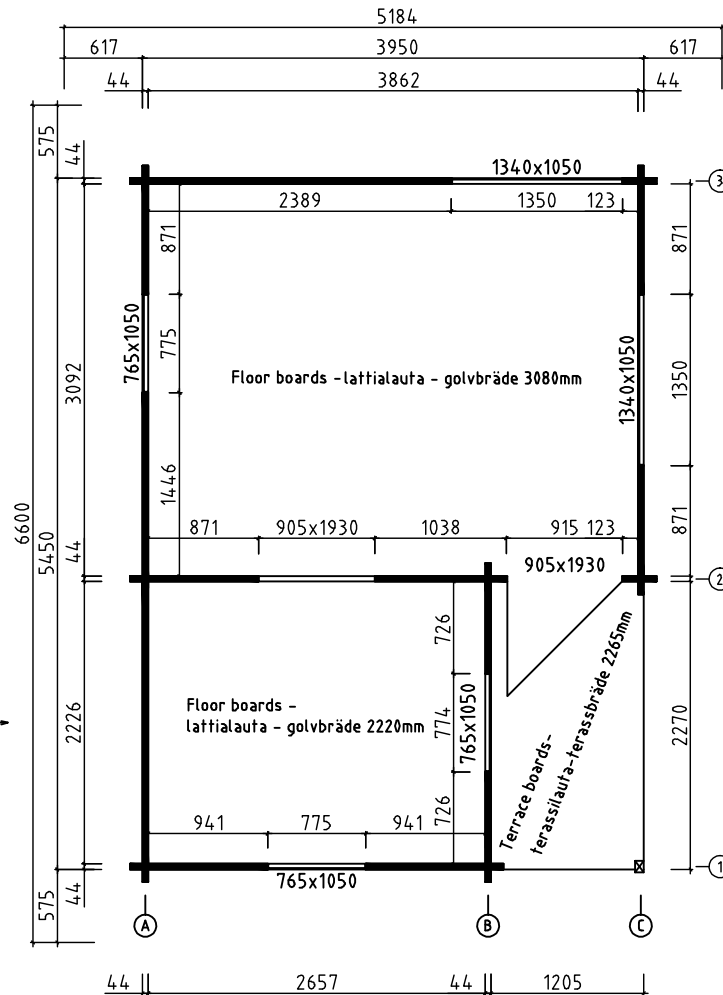 5184
617 3950 617
44 3862 44
575
44
1340x1050
3
2389 1350 123
871
871
765x1050
775
3092
1340x1050
1350
Floor boards -lattialauta - golvbräde 3080mm
1446
871
6600
5450
44
871 905x1930 1038 915 123
905x1930
2
726
Floor boards -
lattialauta - golvbräde 2220mm
774
765x1050
2226
2270
Terrace boards-
terassilauta-terassbräde 2265mm
726
941 775 941
765x1050
1
44
575
A B C
44 2657 44 1205